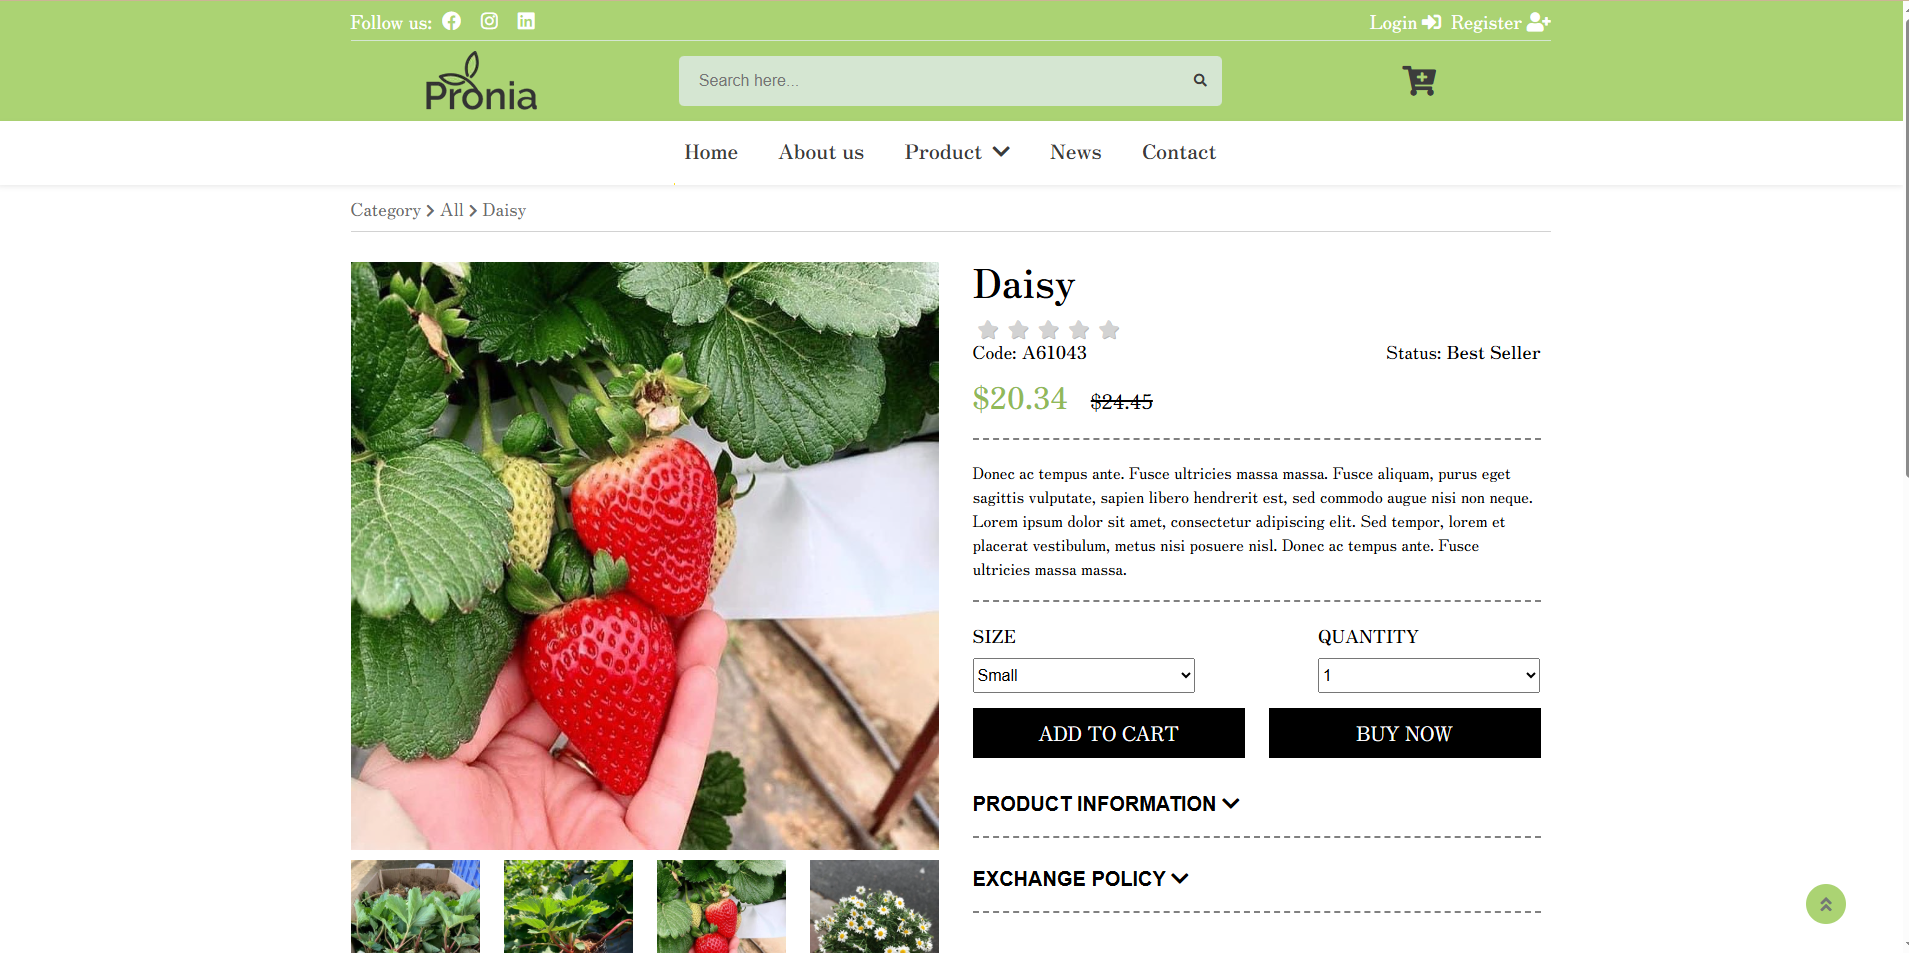 Follow us:
Login Register
Pronia
Search here...
Home About us Product News Contact
Category All Daisy
Daisy
Code: A61043
Status: Best Seller
$20.34 $24.45
Donec ac tempus ante. Fusce ultricies massa massa. Fusce aliquam, purus eget
sagittis vulputate, sapien libero hendrerit est, sed commodo augue nisi non neque.
Lorem ipsum dolor sit amet, consectetur adipiscing elit. Sed tempor, lorem et
placerat vestibulum, metus nisi posuere nisl. Donec ac tempus ante. Fusce
ultricies massa massa.
SIZE
QUANTITY
Small
1
ADD TO CART
BUY NOW
PRODUCT INFORMATION
EXCHANGE POLICY